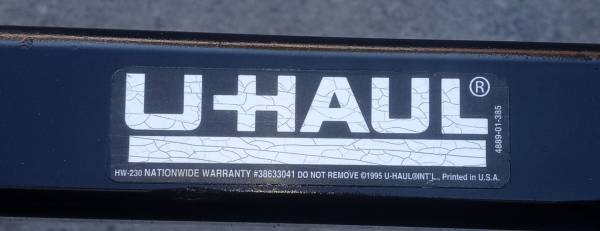 U-HAUL®
4889-01-385
HW-230 NATIONWIDE WARRANTY #38633041 DO NOT REMOVE ©1995 U-HAUL®INT'L., Printed in U.S.A.